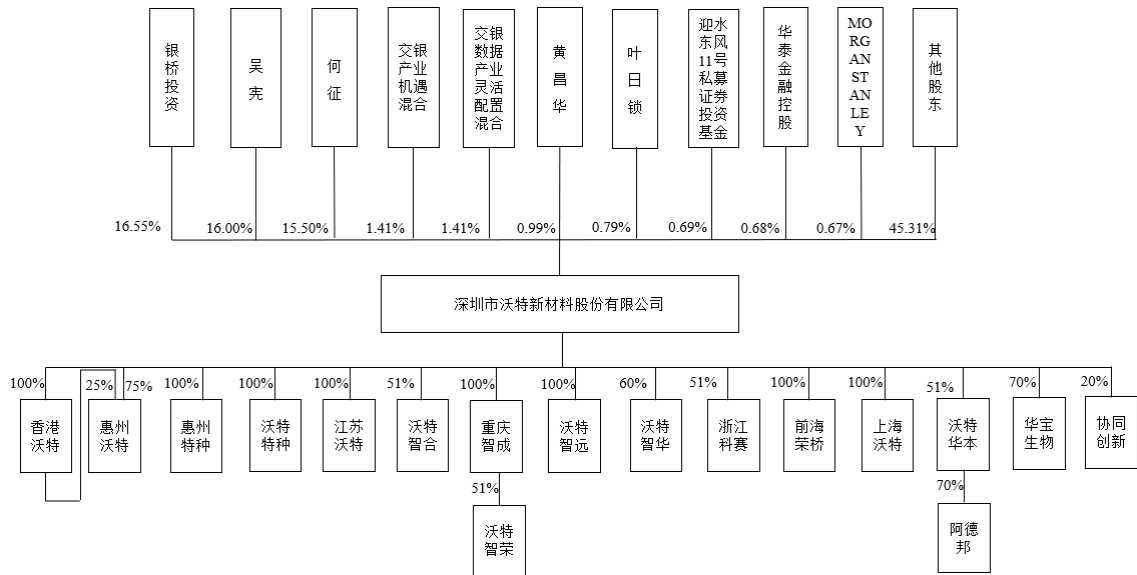 银桥投资
吴宪
何征
交银产业机遇混合
交银数据产业灵活配置混合
黄昌华
叶日锁
迎水东风11号私募证券投资基金
华泰金融控股
MORGAN STANLEY
其他股东
16.55%
16.00%
15.50%
1.41%
1.41%
0.99%
0.79%
0.69%
0.68%
0.67%
45.31%
深圳市沃特新材料股份有限公司
100%
25%
75%
100%
100%
100%
51%
100%
100%
60%
51%
100%
100%
51%
70%
20%
香港
沃特
惠州
沃特
惠州
特种
沃特
特种
江苏
沃特
沃特
智合
重庆
智成
沃特
智远
沃特
智华
浙江
科赛
前海
荣桥
上海
沃特
沃特
华本
华宝
生物
协同
创新
51%
70%
沃特
智荣
阿德
邦